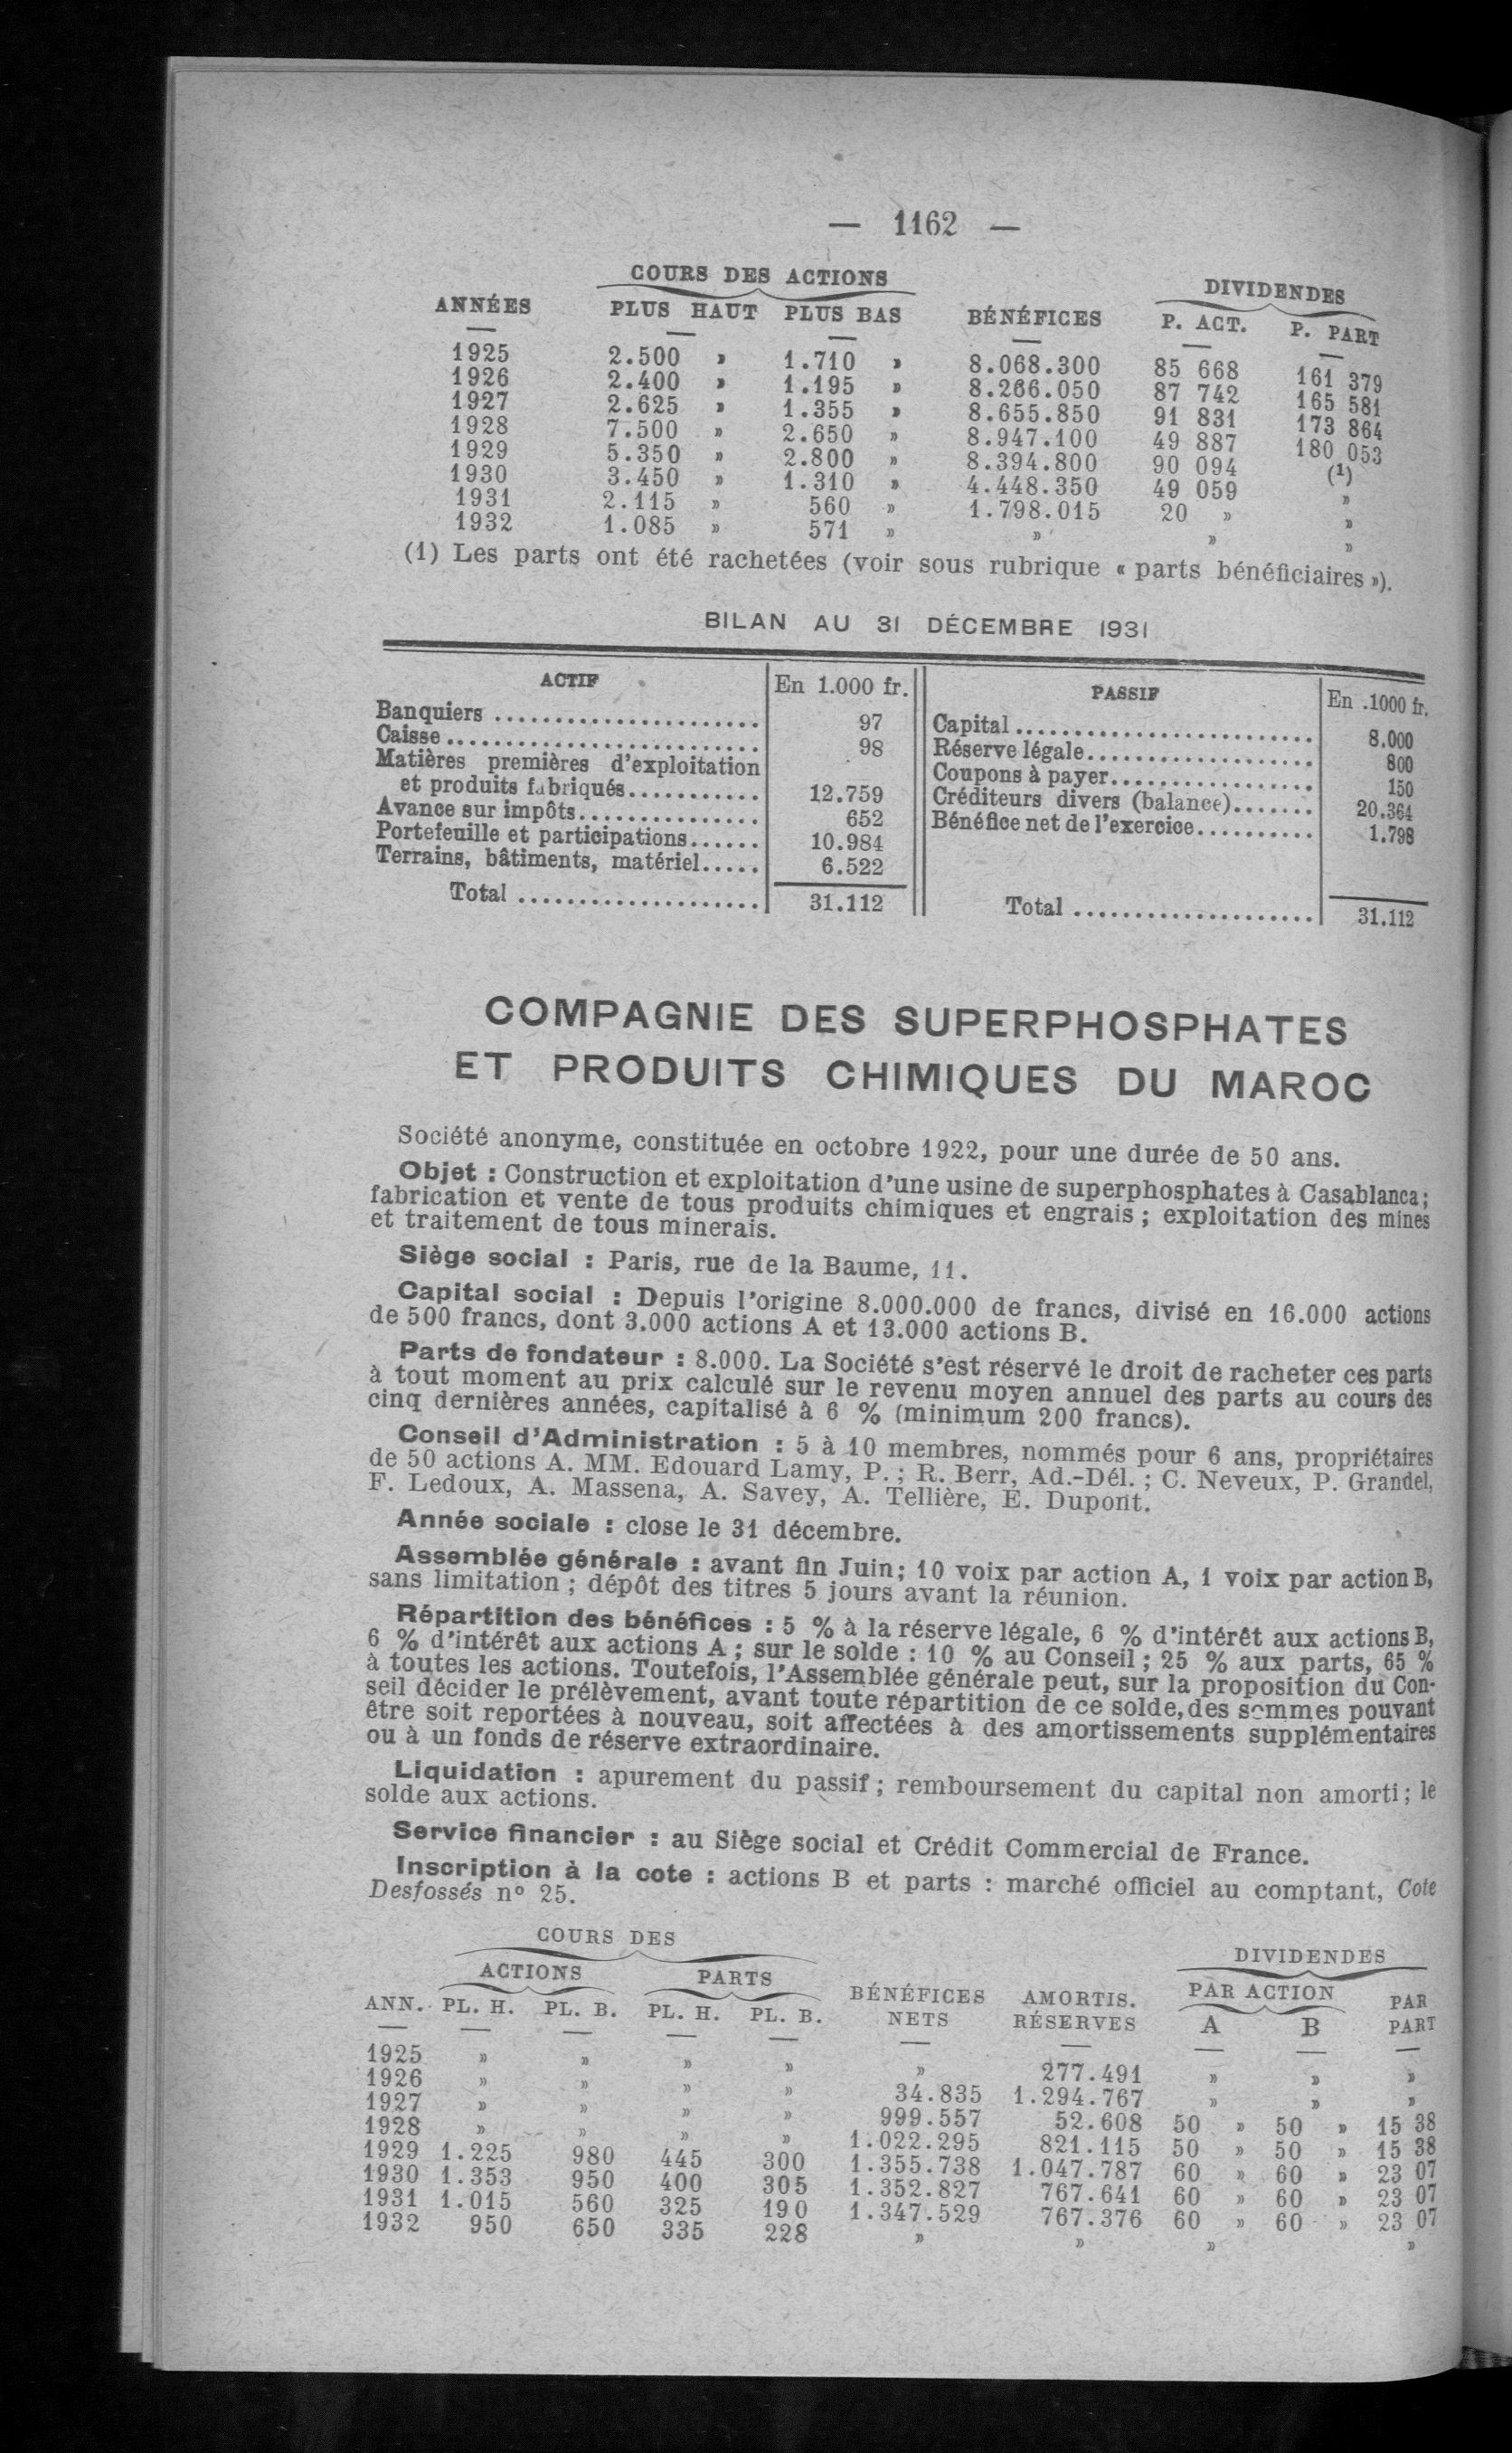 — 1162 —
COURS DES ACTIONS DIVIDENDES
ANNÉES PLUS HAUT PLUS BAS BÉNÉFICES P. ACT. P. PART
1925 2.500 » 1.710 » 8.068.300 85 668 161 379
1926 2.400 » 1.195 » 8.266.050 87 742 165 581
1927 2.625 » 1.355 » 8.655.850 91 831 173 864
1928 7.500 » 2.650 » 8.947.100 49 887 180 053
1929 5.350 » 2.800 » 8.394.800 90 094 (1)
1930 3.450 » 1.310 » 4.448.350 49 059 »
1931 2.115 » 560 » 1.798.015 20 » »
1932 1.085 » 571 » » » »
(1) Les parts ont été rachetées (voir sous rubrique « parts bénéficiaires »).
BILAN AU 31 DÉCEMBRE 1931
ACTIF En 1.000 fr. PASSIF En .1000 fr.
Banquiers ...................... 97 Capital ......................... 8.000
Caisse .......................... 98 Réserve légale................... 800
Matières premières d'exploitation Coupons à payer................. 150
et produits fabriqués........... 12.759 Créditeurs divers (balance)....... 20.364
Avance sur impôts............... 652 Bénéfice net de l'exercice.......... 1.798
Portefeuille et participations...... 10.984
Terrains, bâtiments, matériel..... 6.522
Total .................... 31.112 Total .................... 31.112
COMPAGNIE DES SUPERPHOSPHATES
ET PRODUITS CHIMIQUES DU MAROC
Société anonyme, constituée en octobre 1922, pour une durée de 50 ans.
Objet : Construction et exploitation d'une usine de superphosphates à Casablanca;
fabrication et vente de tous produits chimiques et engrais ; exploitation des mines
et traitement de tous minerais.
Siège social : Paris, rue de la Baume, 11.
Capital social : Depuis l'origine 8.000.000 de francs, divisé en 16.000 actions
de 500 francs, dont 3.000 actions A et 13.000 actions B.
Parts de fondateur : 8.000. La Société s'est réservé le droit de racheter ces parts
à tout moment au prix calculé sur le revenu moyen annuel des parts au cours des
cinq dernières années, capitalisé à 6 % (minimum 200 francs).
Conseil d'Administration : 5 à 10 membres, nommés pour 6 ans, propriétaires
de 50 actions A. MM. Edouard Lamy, P. ; R. Berr, Ad.-Dél. ; C. Neveux, P. Grandel,
F. Ledoux, A. Massena, A. Savey, A. Tellière, E. Dupont.
Année sociale : close le 31 décembre.
Assemblée générale : avant fin Juin; 10 voix par action A, 1 voix par action B,
sans limitation ; dépôt des titres 5 jours avant la réunion.
Répartition des bénéfices : 5 % à la réserve légale, 6 % d'intérêt aux actions B,
6 % d'intérêt aux actions A ; sur le solde : 10 % au Conseil ; 25 % aux parts, 65 %
à toutes les actions. Toutefois, l'Assemblée générale peut, sur la proposition du Con-
seil décider le prélèvement, avant toute répartition de ce solde, des sommes pouvant
être soit reportées à nouveau, soit affectées à des amortissements supplémentaires
ou à un fonds de réserve extraordinaire.
Liquidation : apurement du passif ; remboursement du capital non amorti ; le
solde aux actions.
Service financier : au Siège social et Crédit Commercial de France.
Inscription à la cote : actions B et parts : marché officiel au comptant, Cote
Desfossés n° 25.
COURS DES DIVIDENDES
ACTIONS PARTS BÉNÉFICES AMORTIS. PAR ACTION PAR
ANN. PL. H. PL. B. PL. H. PL. B. NETS RÉSERVES A B PART
1925 » » » » » 277.491 » » »
1926 » » » » 34.835 1.294.767 » » »
1927 » » » » 999.557 52.608 50 » 50 » 15 38
1928 » » » » 1.022.295 821.115 50 » 50 » 15 38
1929 1.225 980 445 300 1.355.738 1.047.787 60 » 60 » 23 07
1930 1.353 950 400 305 1.352.827 767.641 60 » 60 » 23 07
1931 1.015 560 325 190 1.347.529 767.376 60 » 60 » 23 07
1932 950 650 335 228 » » » »